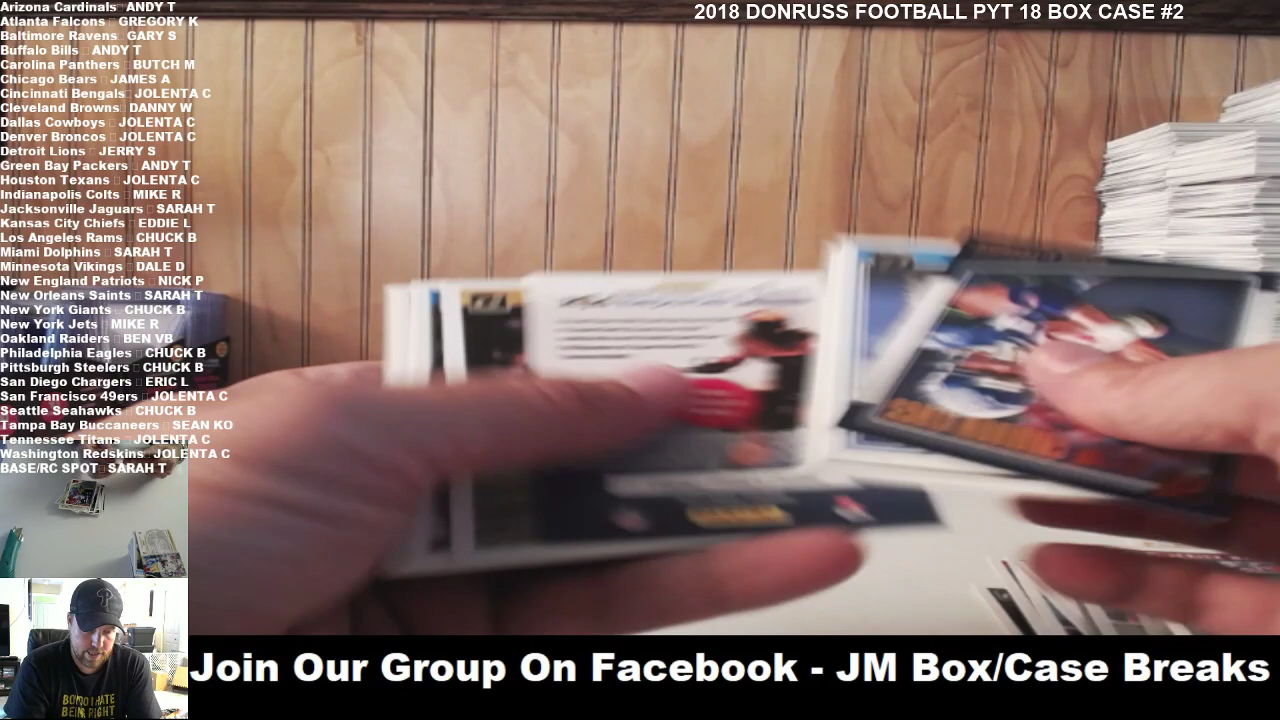 Arizona Cardinals ANDY T
Atlanta Falcons GREGORY K
Baltimore Ravens GARY S
Buffalo Bills ANDY T
Carolina Panthers BUTCH M
Chicago Bears JAMES A
Cincinnati Bengals JOLENTA C
Cleveland Browns DANNY W
Dallas Cowboys JOLENTA C
Denver Broncos JOLENTA C
Detroit Lions JERRY S
Green Bay Packers ANDY T
Houston Texans JOLENTA C
Indianapolis Colts MIKE R
Jacksonville Jaguars SARAH T
Kansas City Chiefs EDDIE L
Los Angeles Rams CHUCK B
Miami Dolphins SARAH T
Minnesota Vikings DALE D
New England Patriots NICK P
New Orleans Saints SARAH T
New York Giants CHUCK B
New York Jets MIKE R
Oakland Raiders BEN VB
Philadelphia Eagles CHUCK B
Pittsburgh Steelers CHUCK B
San Diego Chargers ERIC L
San Francisco 49ers JOLENTA C
Seattle Seahawks CHUCK B
Tampa Bay Buccaneers SEAN KO
Tennessee Titans JOLENTA C
Washington Redskins JOLENTA C
BASE/RC SPOT SARAH T
2018 DONRUSS FOOTBALL PYT 18 BOX CASE #2
I HATE
BEING RIGHT
Join Our Group On Facebook - JM Box/Case Breaks